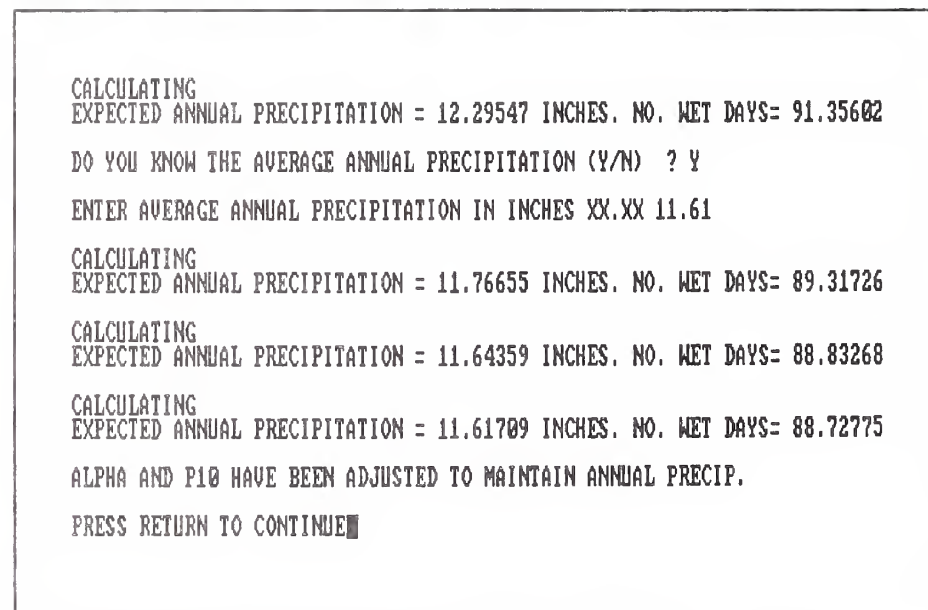 CALCULATING
EXPECTED ANNUAL PRECIPITATION = 12.29547 INCHES. NO. WET DAYS= 91.35602
DO YOU KNOW THE AVERAGE ANNUAL PRECIPITATION (Y/N)  ? Y
ENTER AVERAGE ANNUAL PRECIPITATION IN INCHES XX.XX 11.61
CALCULATING
EXPECTED ANNUAL PRECIPITATION = 11.76655 INCHES. NO. WET DAYS= 89.31726
CALCULATING
EXPECTED ANNUAL PRECIPITATION = 11.64359 INCHES. NO. WET DAYS= 88.83268
CALCULATING
EXPECTED ANNUAL PRECIPITATION = 11.61709 INCHES. NO. WET DAYS= 88.72775
ALPHA AND P10 HAVE BEEN ADJUSTED TO MAINTAIN ANNUAL PRECIP.
PRESS RETURN TO CONTINUE